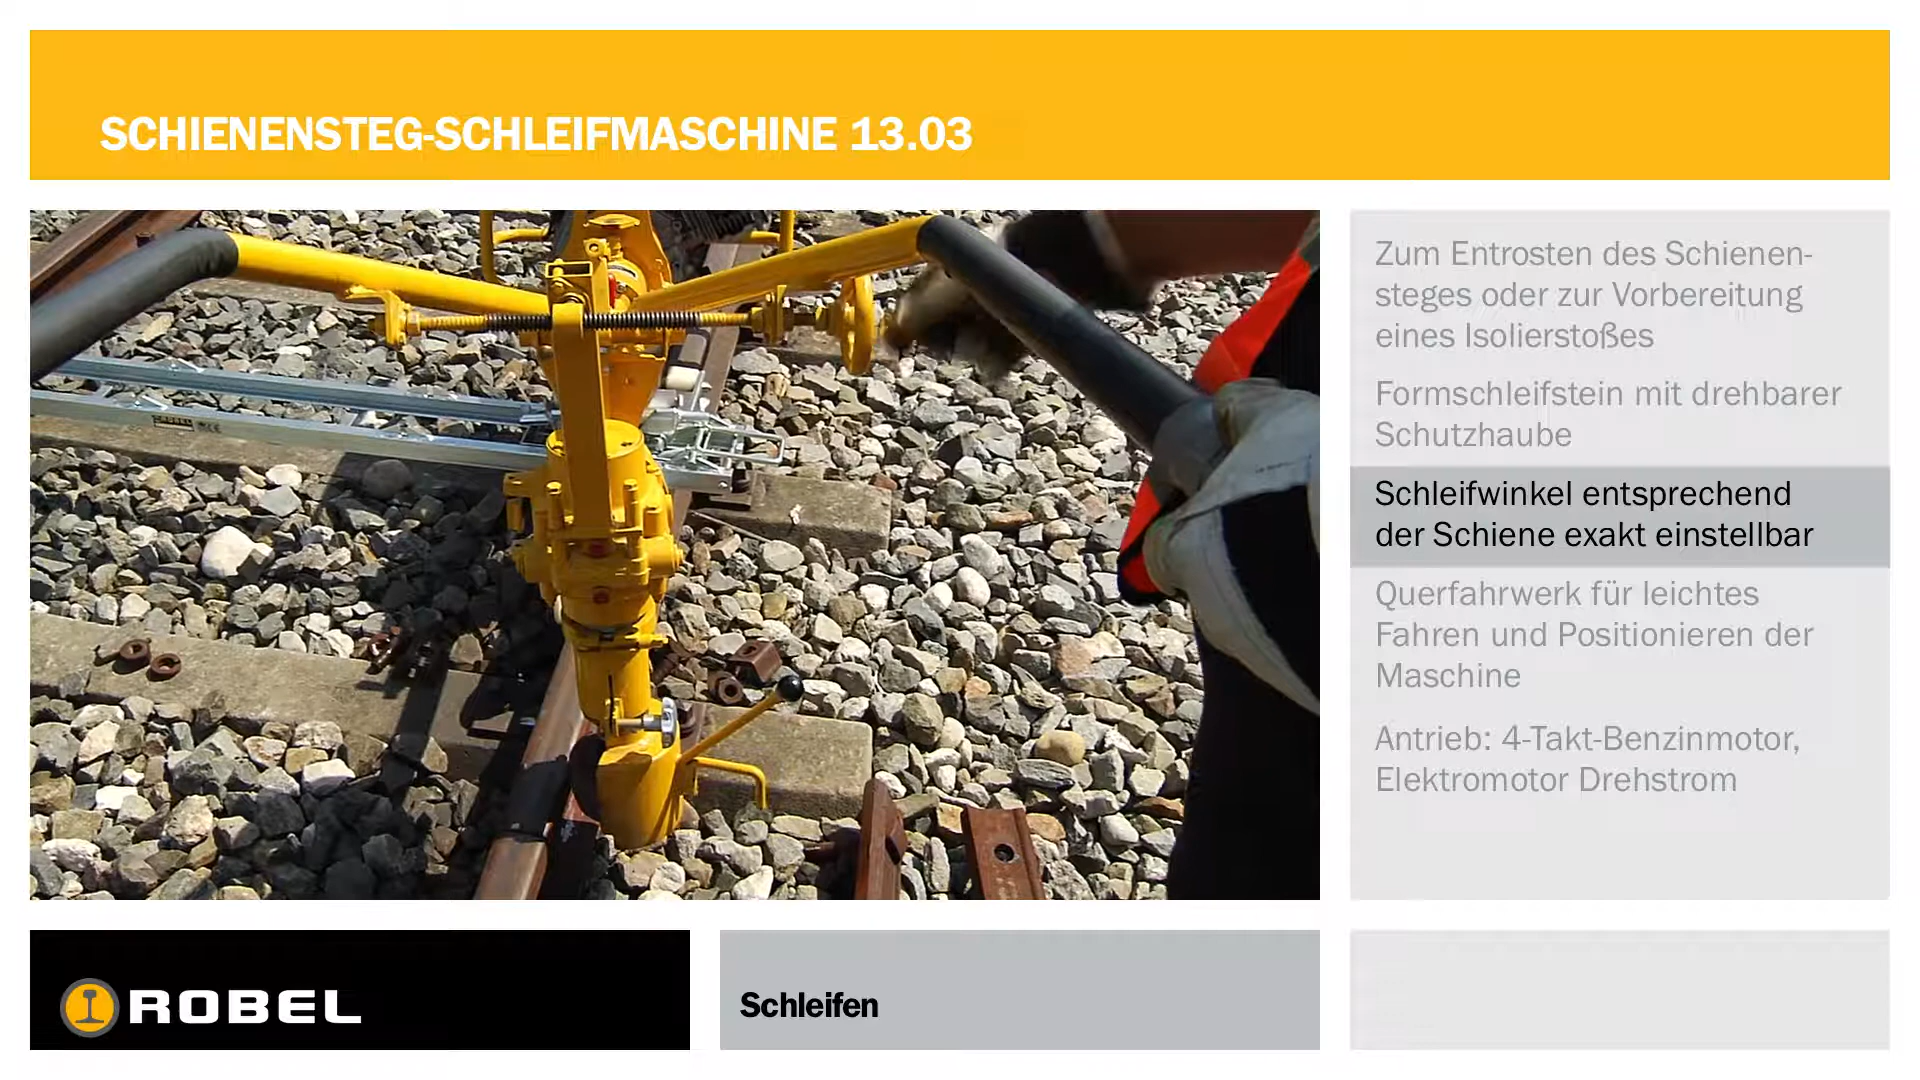 SCHIENENSTEG-SCHLEIFMASCHINE 13.03
Zum Entrosten des Schienen-
steges oder zur Vorbereitung
eines Isolierstoßes
Formschleifstein mit drehbarer
Schutzhaube
Schleifwinkel entsprechend
der Schiene exakt einstellbar
Querfahrwerk für leichtes
Fahren und Positionieren der
Maschine
Antrieb: 4-Takt-Benzinmotor,
Elektromotor Drehstrom
ROBEL
Schleifen